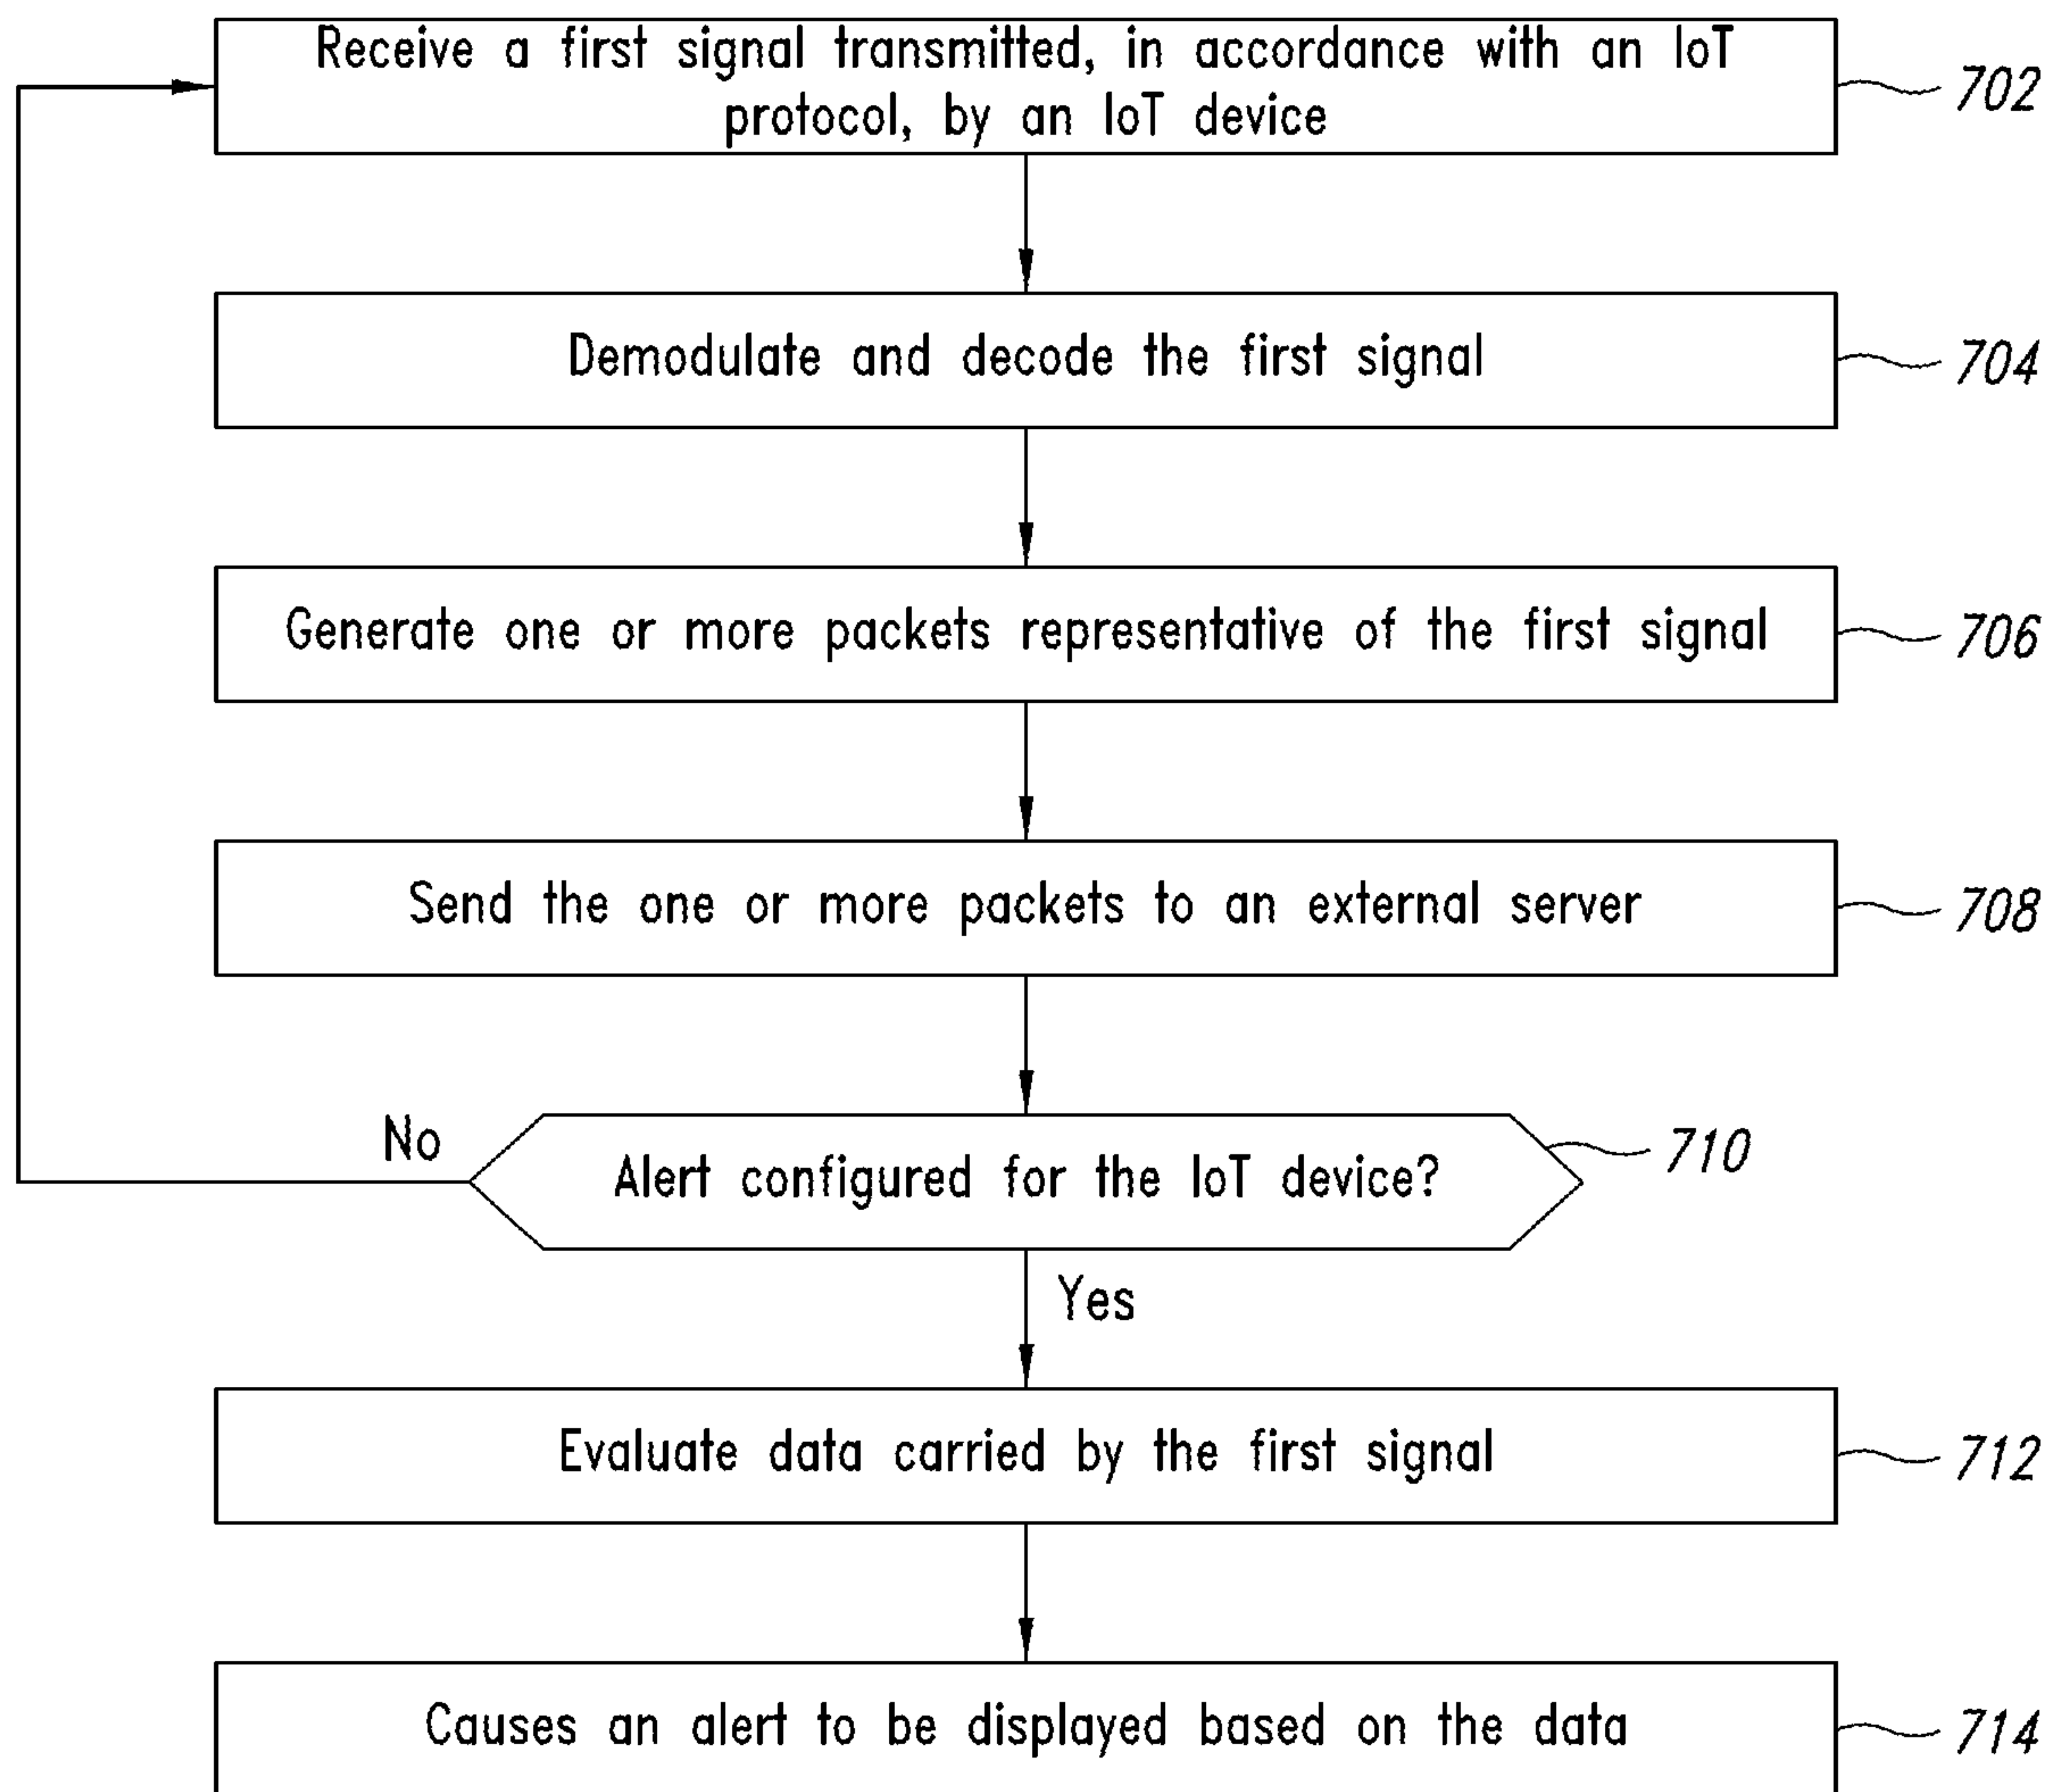 Receive a first signal transmitted, in accordance with an IoT
protocol, by an IoT device
702
Demodulate and decode the first signal
704
Generate one or more packets representative of the first signal
706
Send the one or more packets to an external server
708
No
Alert configured for the IoT device?
710
Yes
Evaluate data carried by the first signal
712
Causes an alert to be displayed based on the data
714